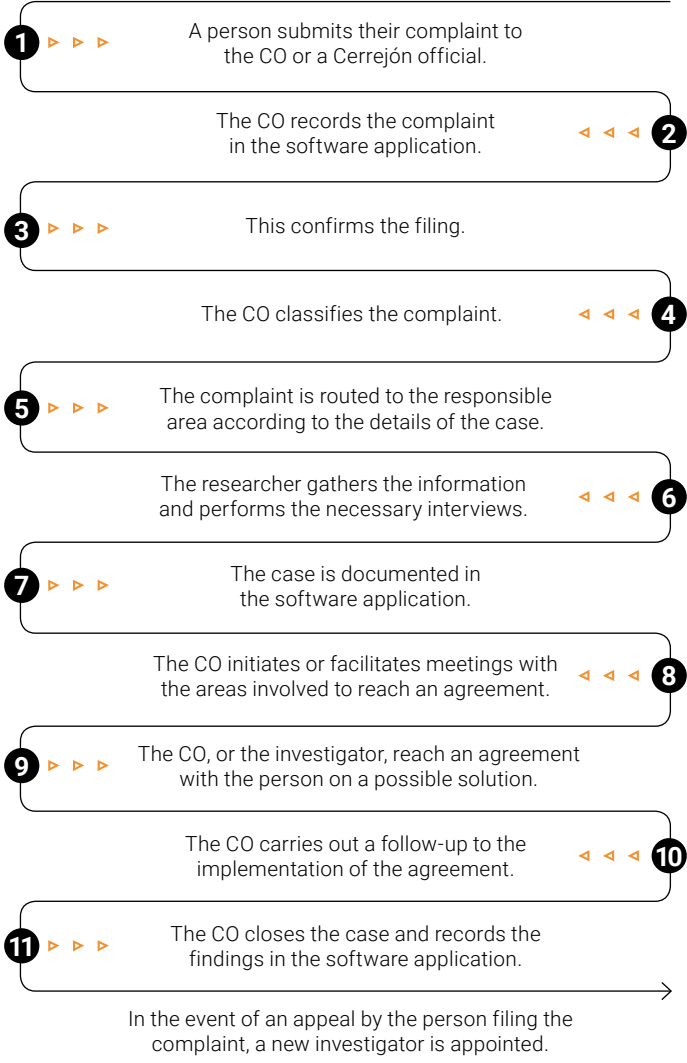 1
A person submits their complaint to
the CO or a Cerrejón official.
The CO records the complaint
in the software application.
2
3
This confirms the filing.
The CO classifies the complaint.
4
5
The complaint is routed to the responsible
area according to the details of the case.
The researcher gathers the information
and performs the necessary interviews.
6
7
The case is documented in
the software application.
The CO initiates or facilitates meetings with
the areas involved to reach an agreement.
8
9
The CO, or the investigator, reach an agreement
with the person on a possible solution.
The CO carries out a follow-up to the
implementation of the agreement.
10
11
The CO closes the case and records the
findings in the software application.
In the event of an appeal by the person filing the
complaint, a new investigator is appointed.